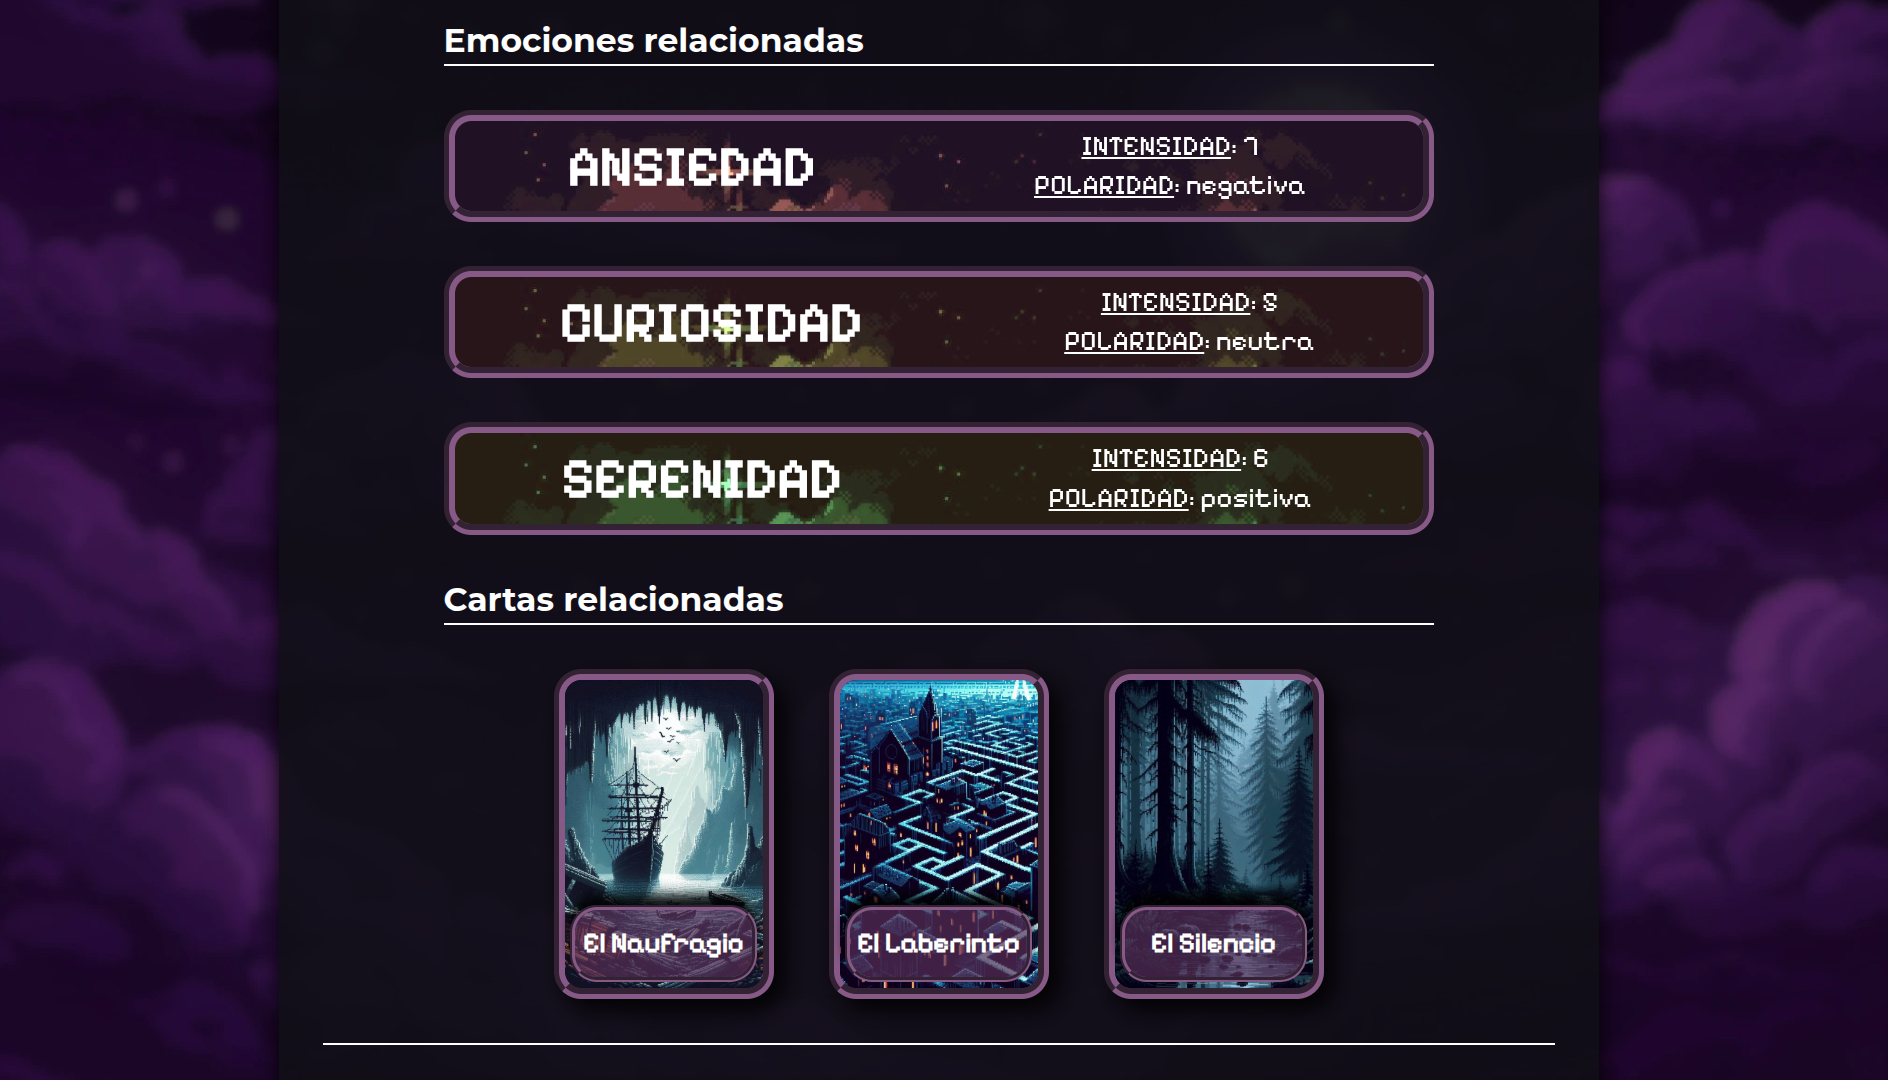 Emociones relacionadas
ANSIEDAD
INTENSIDAD: 7
POLARIDAD: negativa
CURIOSIDAD
INTENSIDAD: 8
POLARIDAD: neutra
SERENIDAD
INTENSIDAD: 6
POLARIDAD: positiva
Cartas relacionadas
El Naufragio
El Laberinto
El Silencio